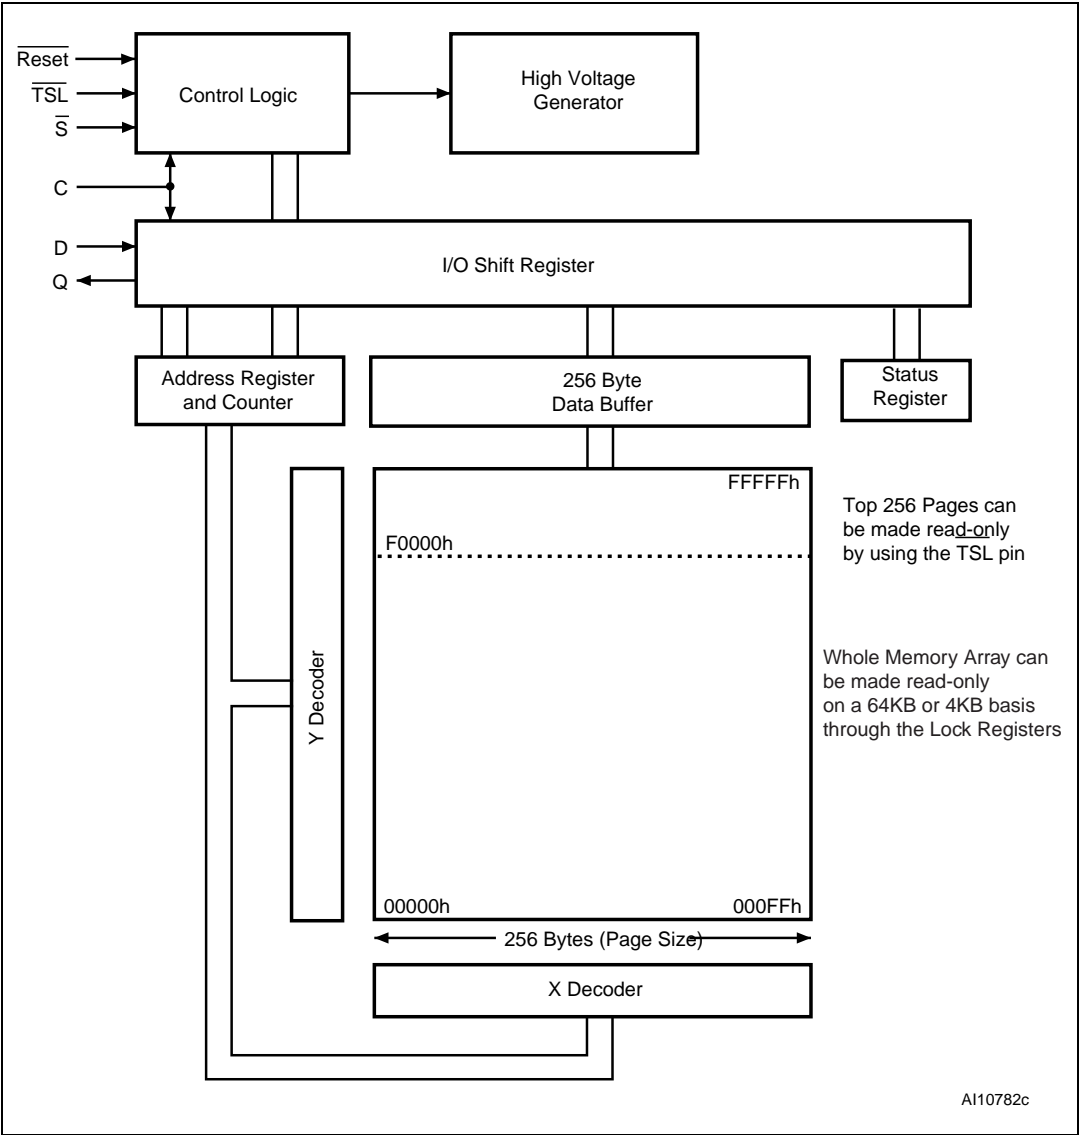 Reset
TSL
S
C
D
Q
Control Logic
High Voltage
Generator
I/O Shift Register
Address Register
and Counter
256 Byte
Data Buffer
Status
Register
FFFFFh
F0000h
Top 256 Pages can
be made read-only
by using the TSL pin
Y Decoder
Whole Memory Array can
be made read-only
on a 64KB or 4KB basis
through the Lock Registers
00000h
000FFh
256 Bytes (Page Size)
X Decoder
AI10782c